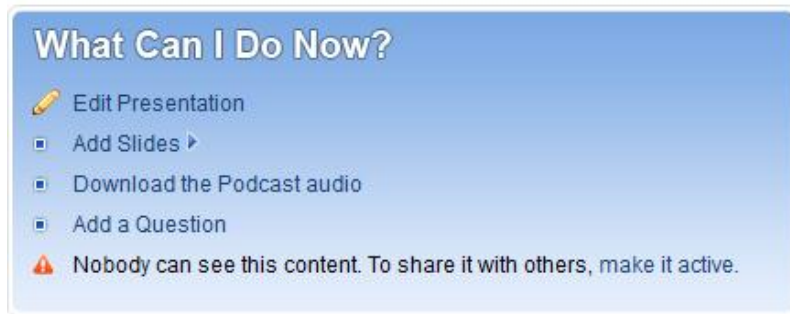 What Can I Do Now?
Edit Presentation
Add Slides
Download the Podcast audio
Add a Question
Nobody can see this content. To share it with others, make it active.